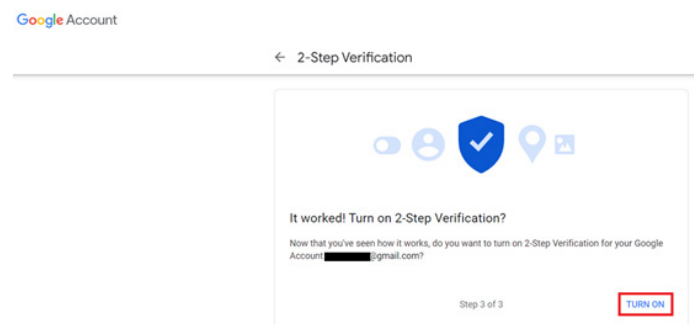 Google Account
← 2-Step Verification
It worked! Turn on 2-Step Verification?
Now that you've seen how it works, do you want to turn on 2-Step Verification for your Google
Account @gmail.com?
Step 3 of 3
TURN ON